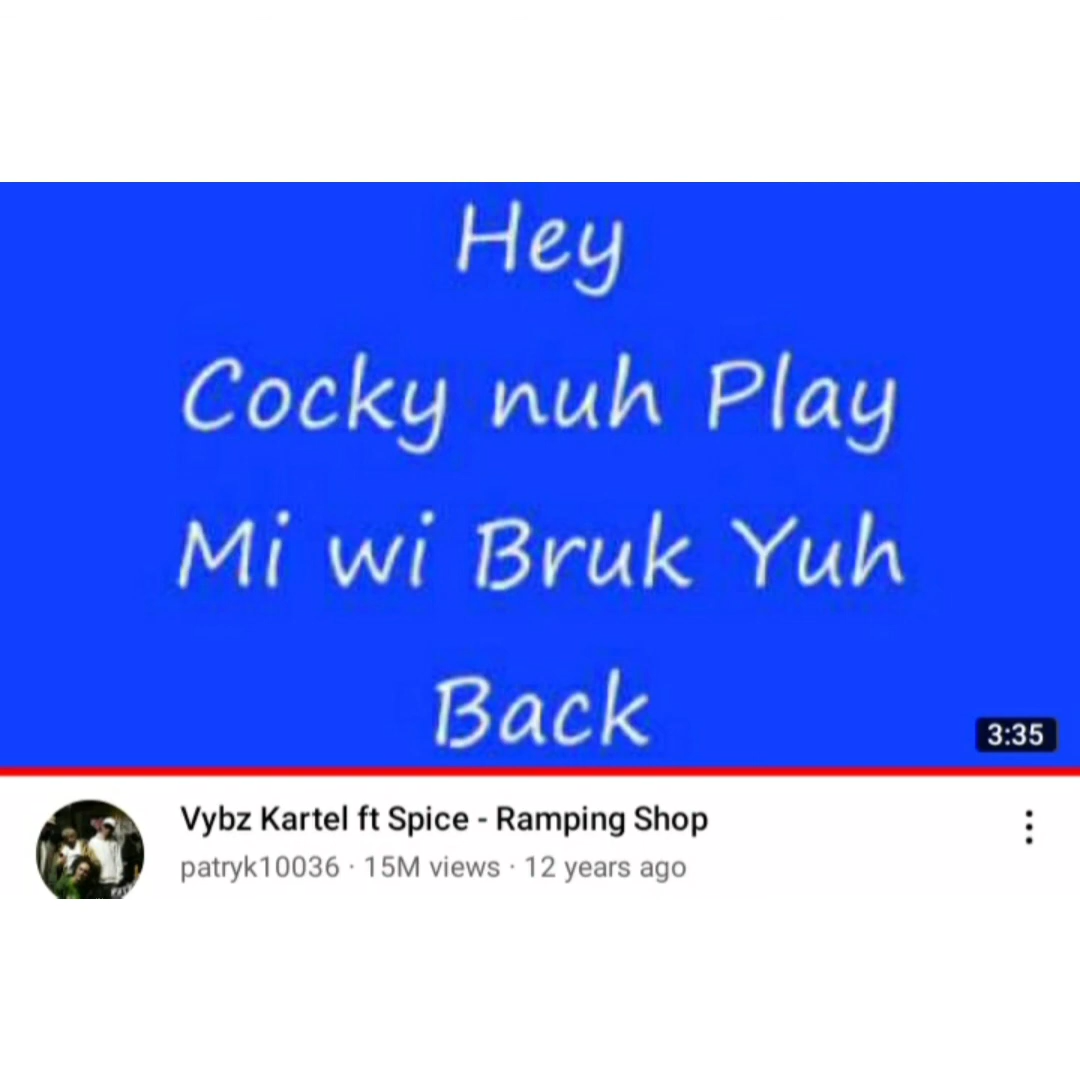 Hey
Cocky nuh Play
Mi wi Bruk Yuh
Back
3:35
Vybz Kartel ft Spice - Ramping Shop
patryk10036 · 15M views · 12 years ago